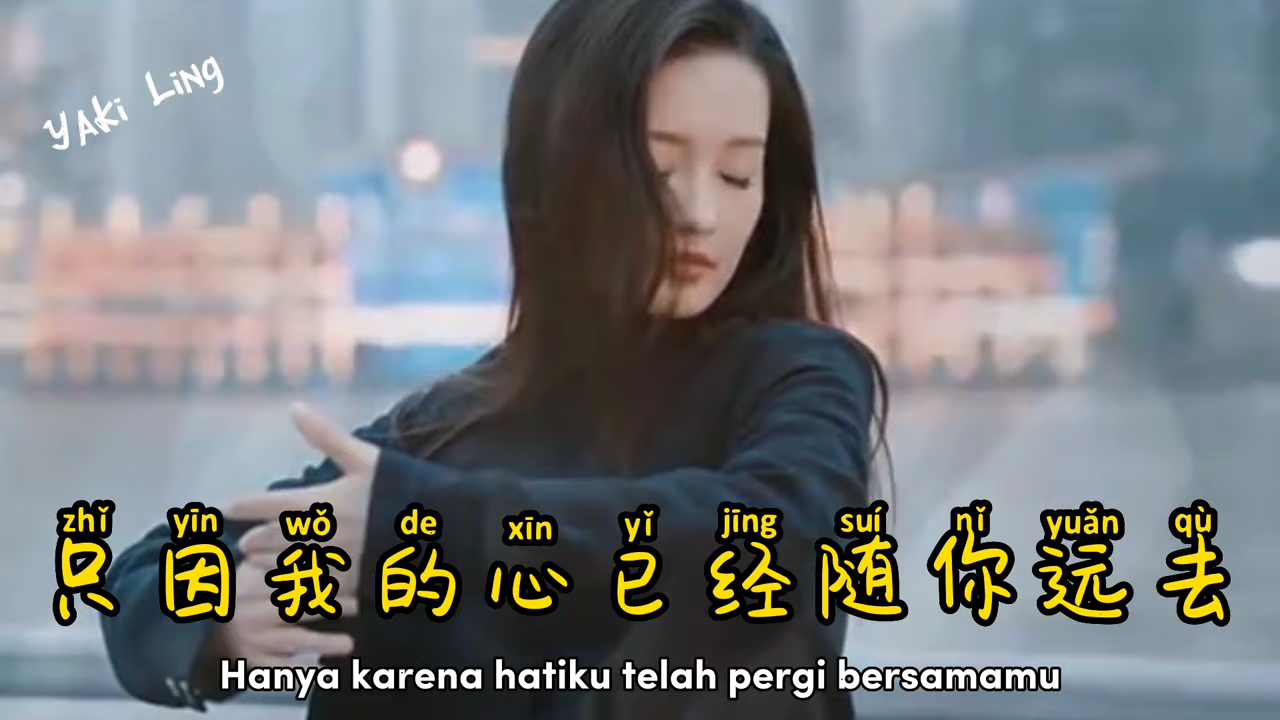 YAKi LiNg
zhǐ yīn wǒ de xīn yǐ jīng suí nǐ yuǎn qù
只因我的心已经随你远去
Hanya karena hatiku telah pergi bersamamu